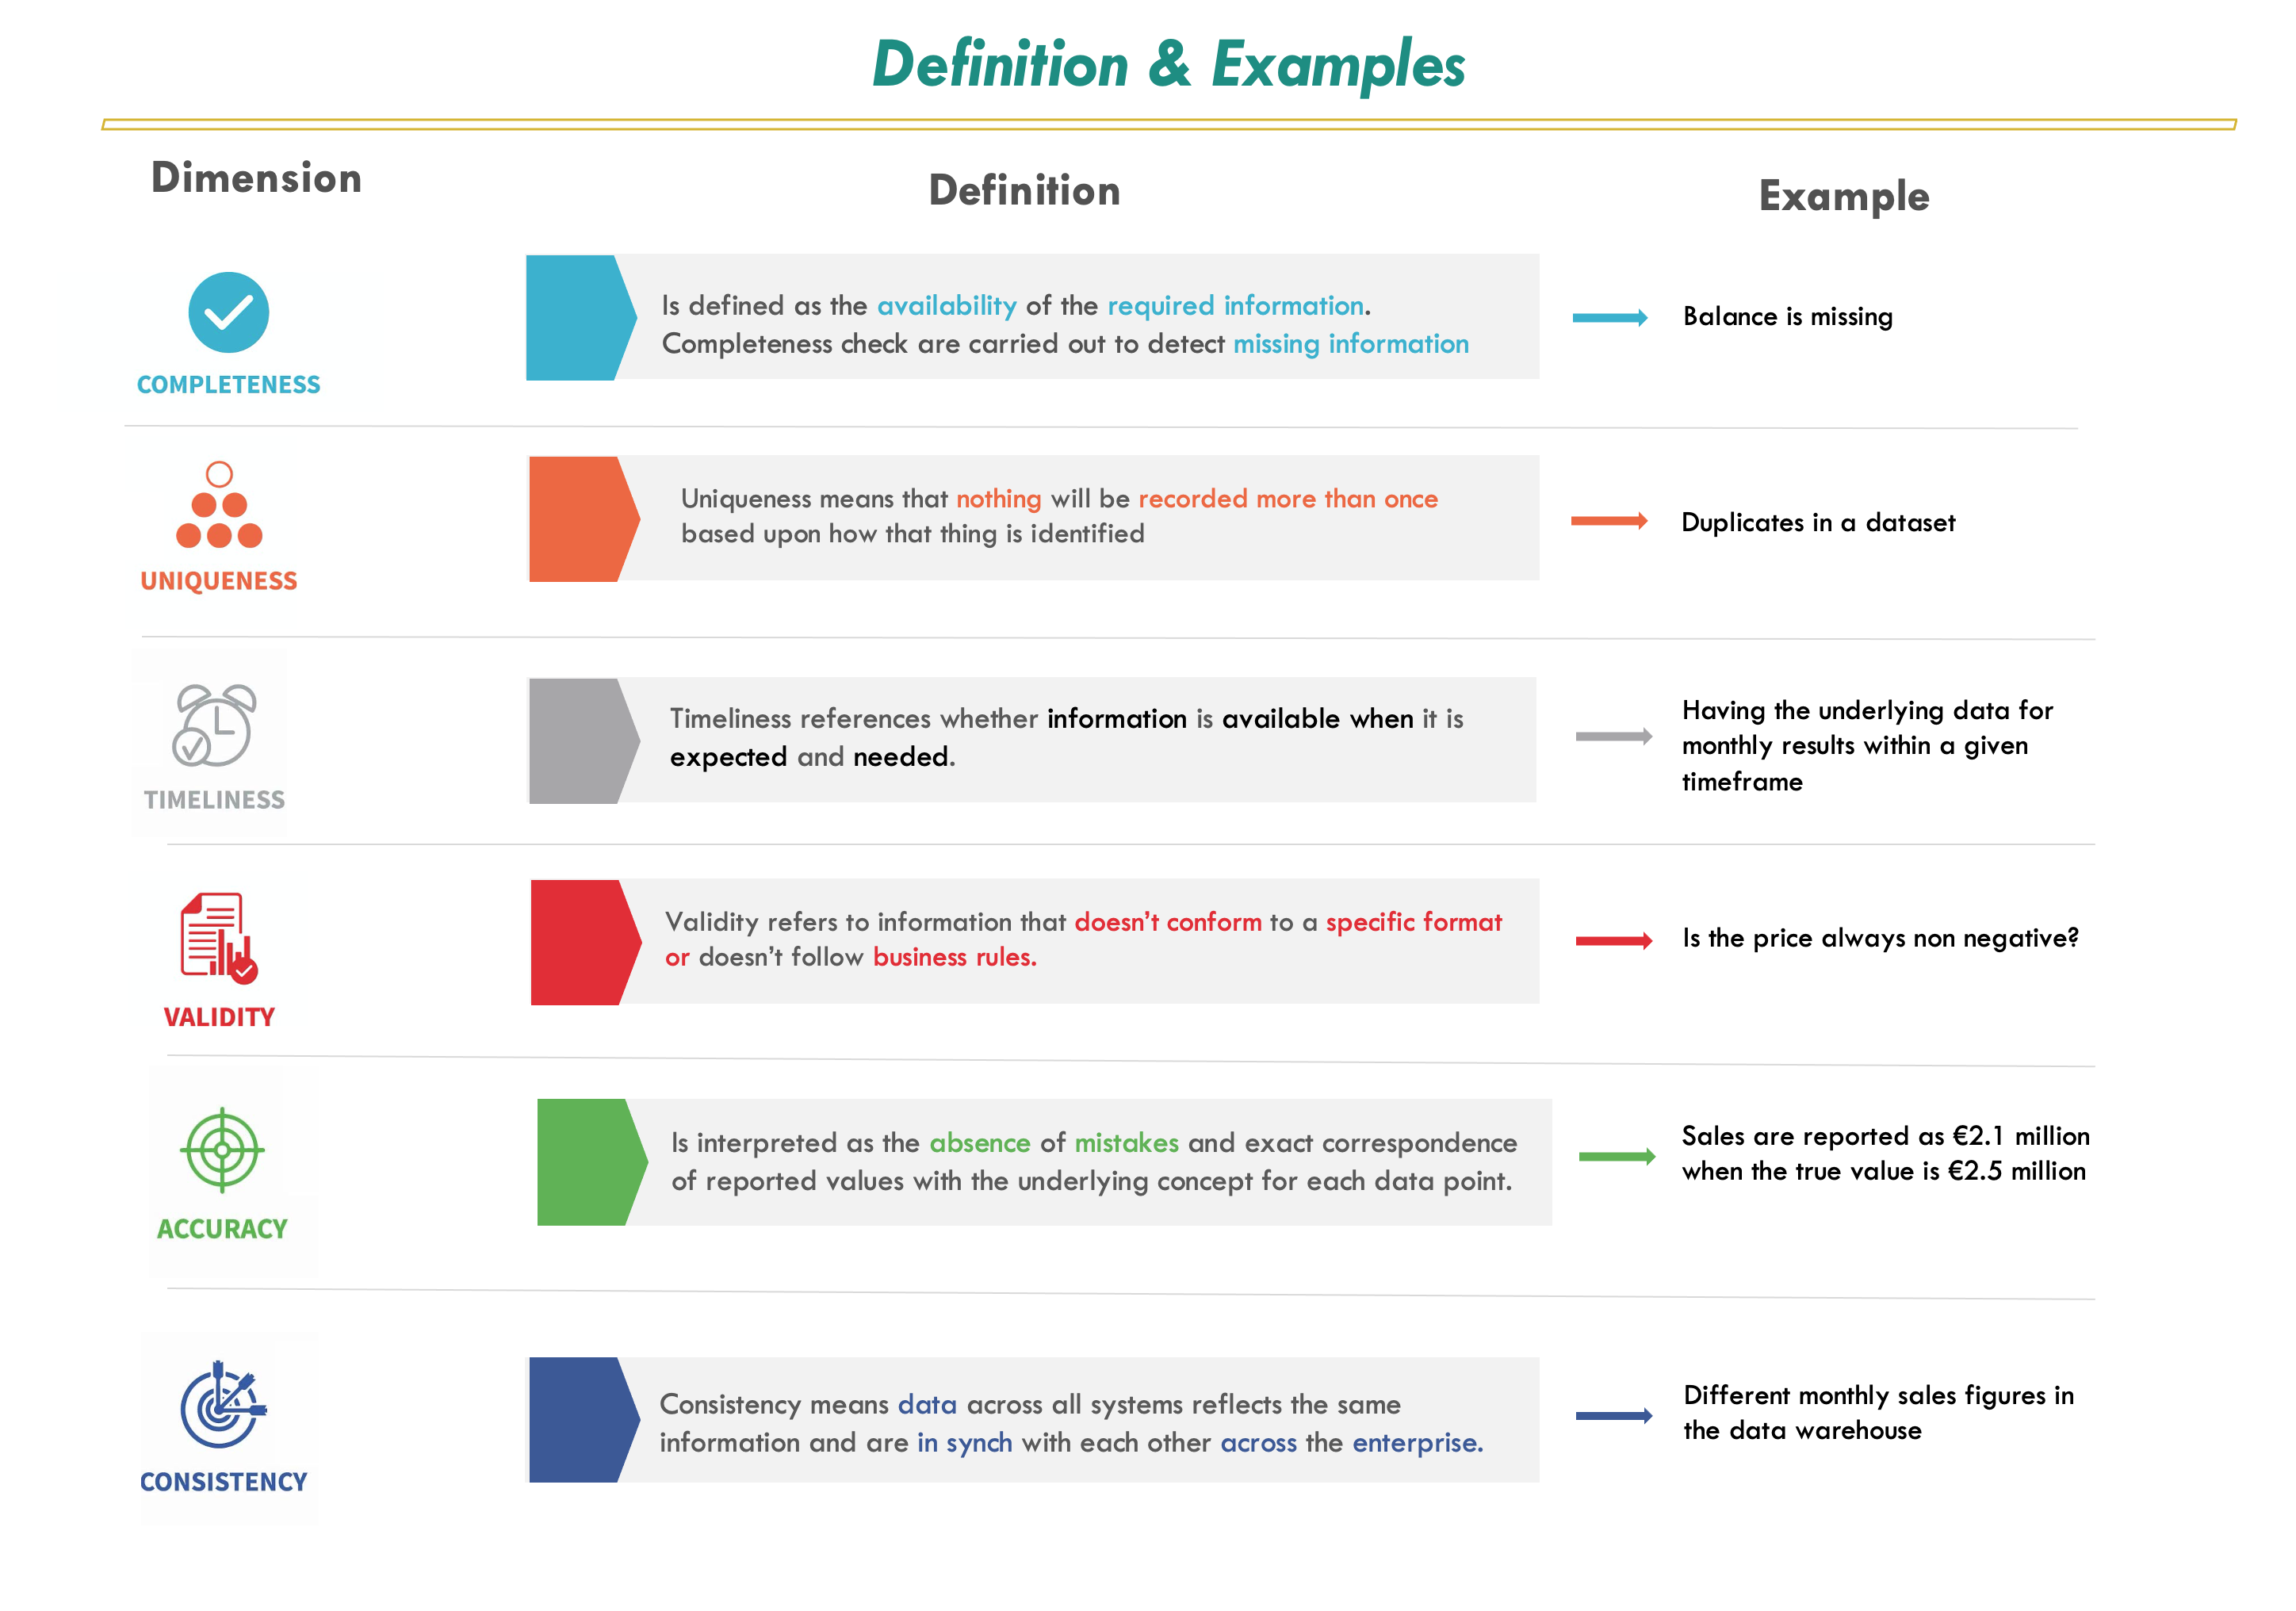 Definition & Examples
Dimension
Definition
Example
COMPLETENESS
Is defined as the availability of the required information.
Completeness check are carried out to detect missing information
Balance is missing
UNIQUENESS
Uniqueness means that nothing will be recorded more than once
based upon how that thing is identified
Duplicates in a dataset
TIMELINESS
Timeliness references whether information is available when it is
expected and needed.
Having the underlying data for
monthly results within a given
timeframe
VALIDITY
Validity refers to information that doesn’t conform to a specific format
or doesn’t follow business rules.
Is the price always non negative?
ACCURACY
Is interpreted as the absence of mistakes and exact correspondence
of reported values with the underlying concept for each data point.
Sales are reported as €2.1 million
when the true value is €2.5 million
CONSISTENCY
Consistency means data across all systems reflects the same
information and are in synch with each other across the enterprise.
Different monthly sales figures in
the data warehouse